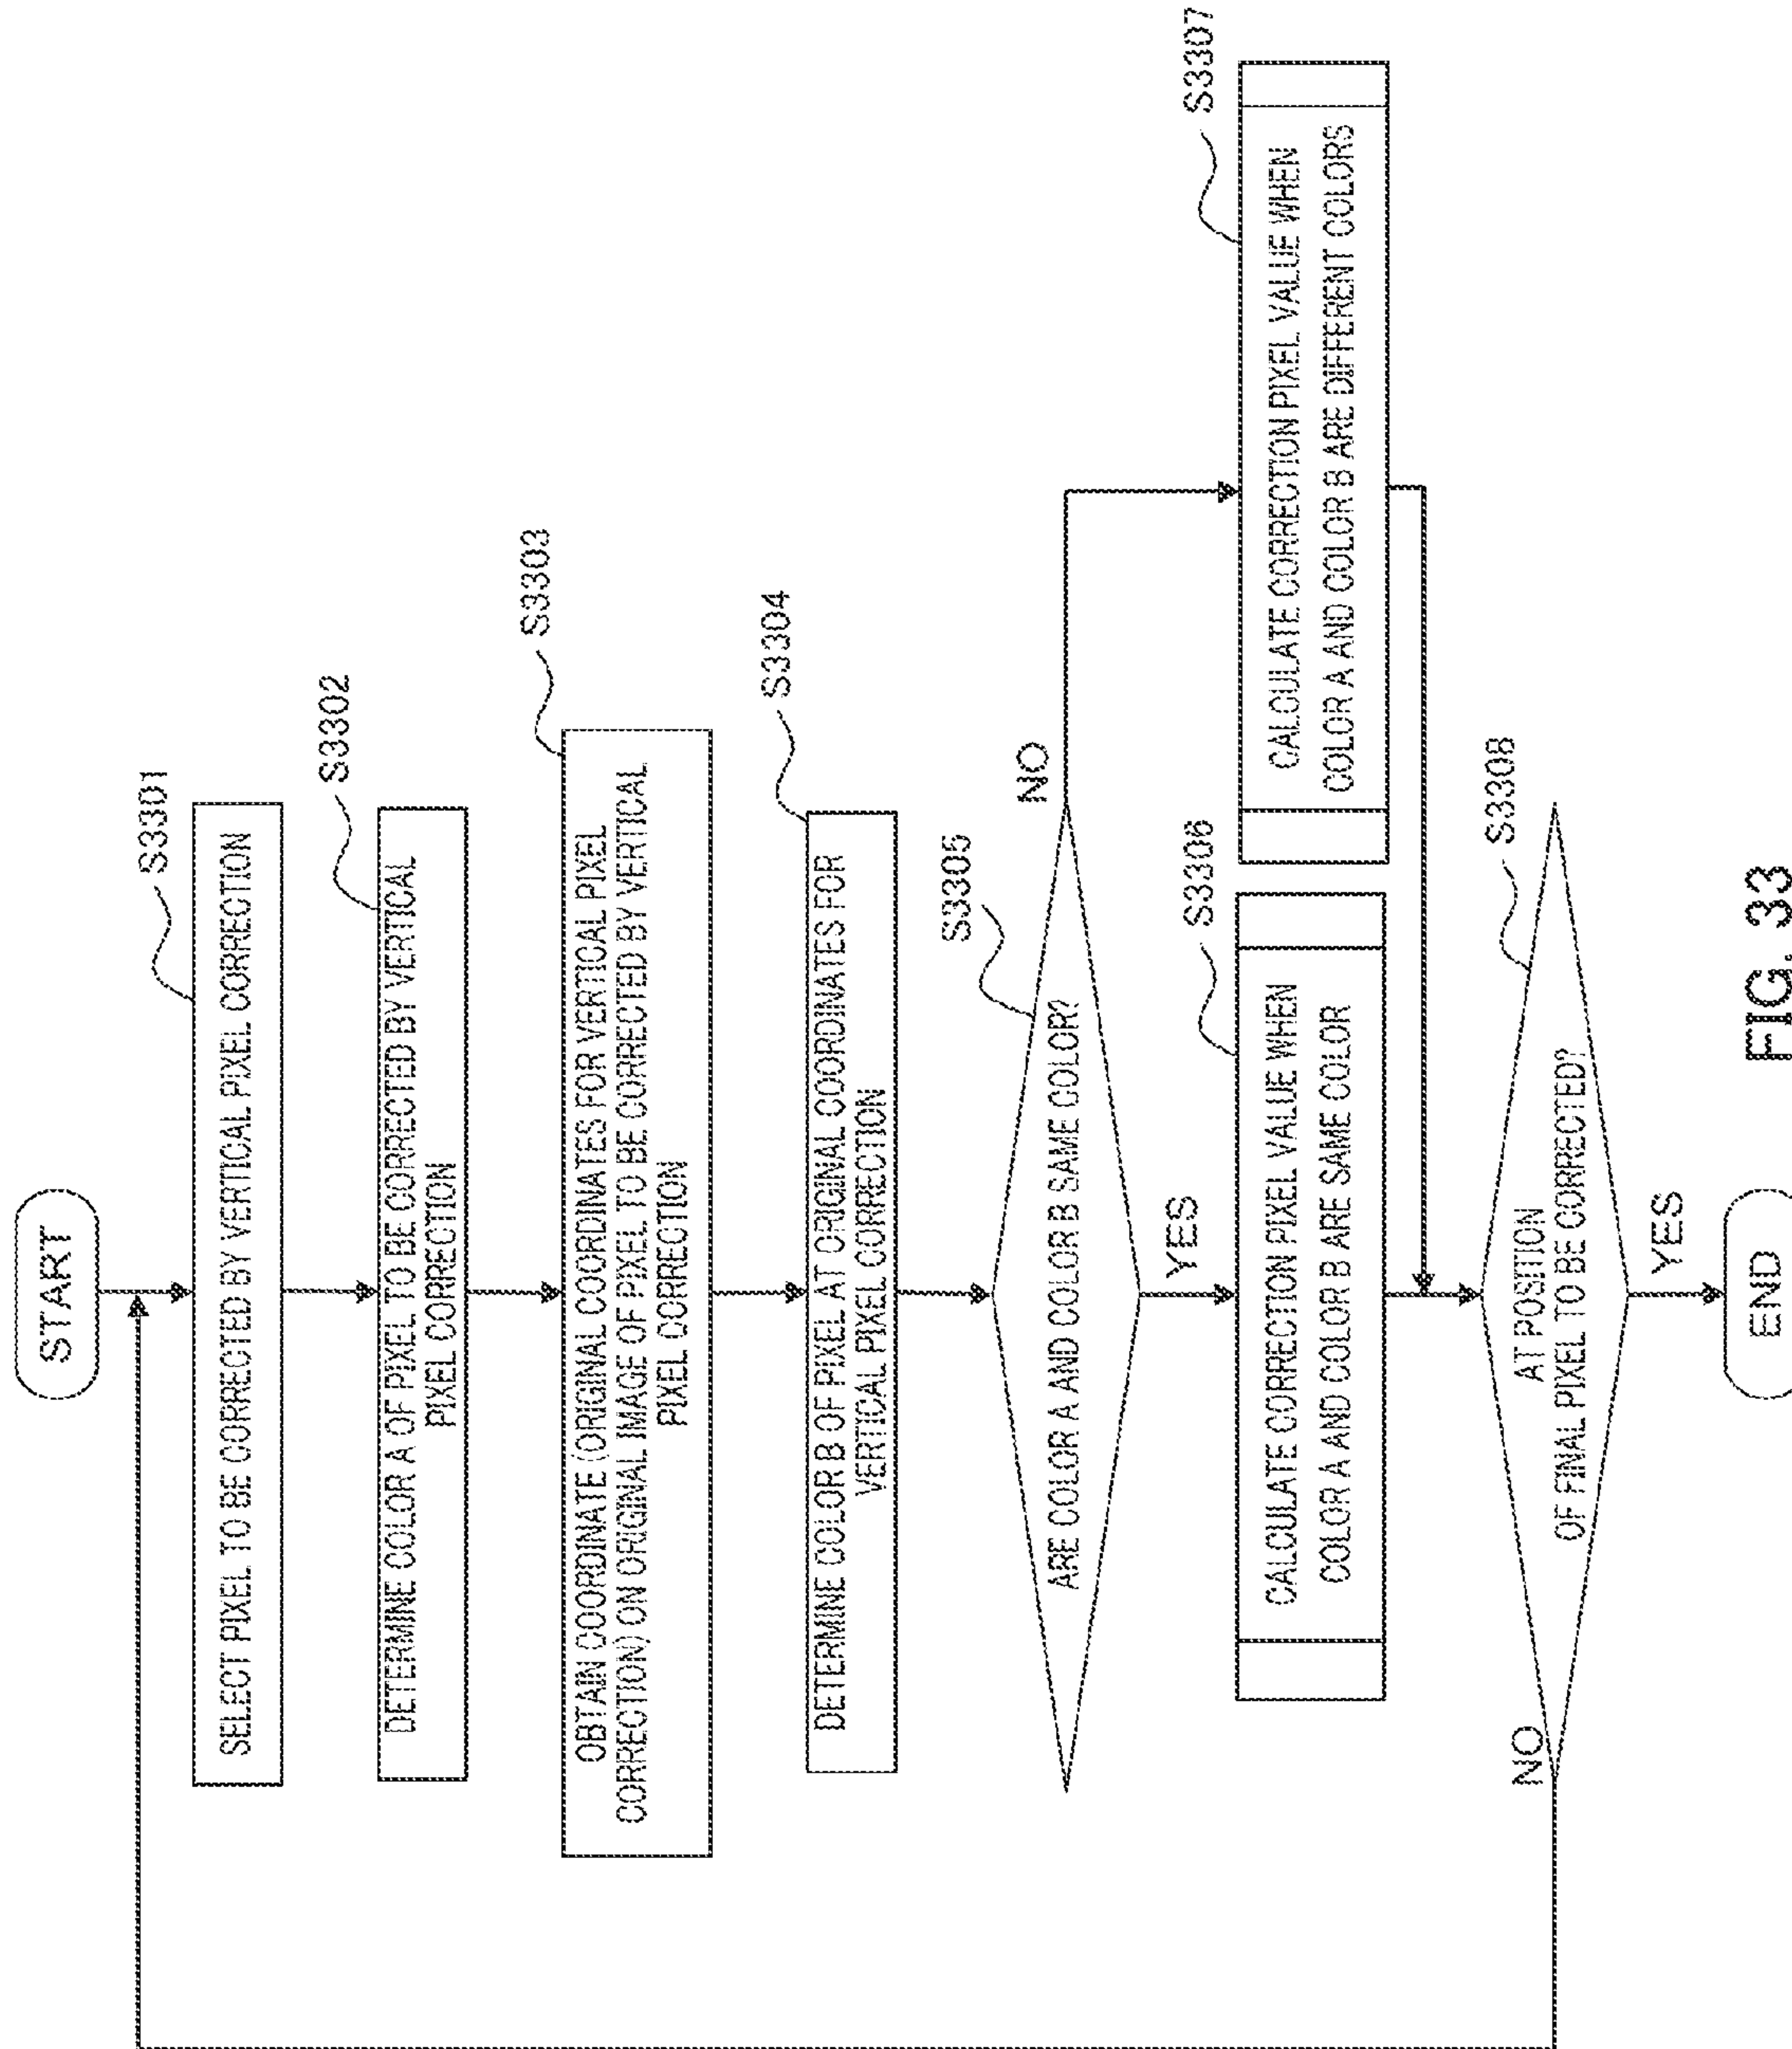 START
S3301
SELECT PIXEL TO BE CORRECTED BY VERTICAL PIXEL CORRECTION
S3302
DETERMINE COLOR A OF PIXEL TO BE CORRECTED BY VERTICAL
PIXEL CORRECTION
S3303
OBTAIN COORDINATE (ORIGINAL COORDINATES FOR VERTICAL PIXEL
CORRECTION) ON ORIGINAL IMAGE OF PIXEL TO BE CORRECTED BY VERTICAL
PIXEL CORRECTION
S3304
DETERMINE COLOR B OF PIXEL AT ORIGINAL COORDINATES FOR
VERTICAL PIXEL CORRECTION
S3305
ARE COLOR A AND COLOR B SAME COLOR?
NO
YES
S3306
CALCULATE CORRECTION PIXEL VALUE WHEN
COLOR A AND COLOR B ARE SAME COLOR
S3307
CALCULATE CORRECTION PIXEL VALUE WHEN
COLOR A AND COLOR B ARE DIFFERENT COLORS
S3308
AT POSITION
OF FINAL PIXEL TO BE CORRECTED?
NO
YES
END
FIG. 33